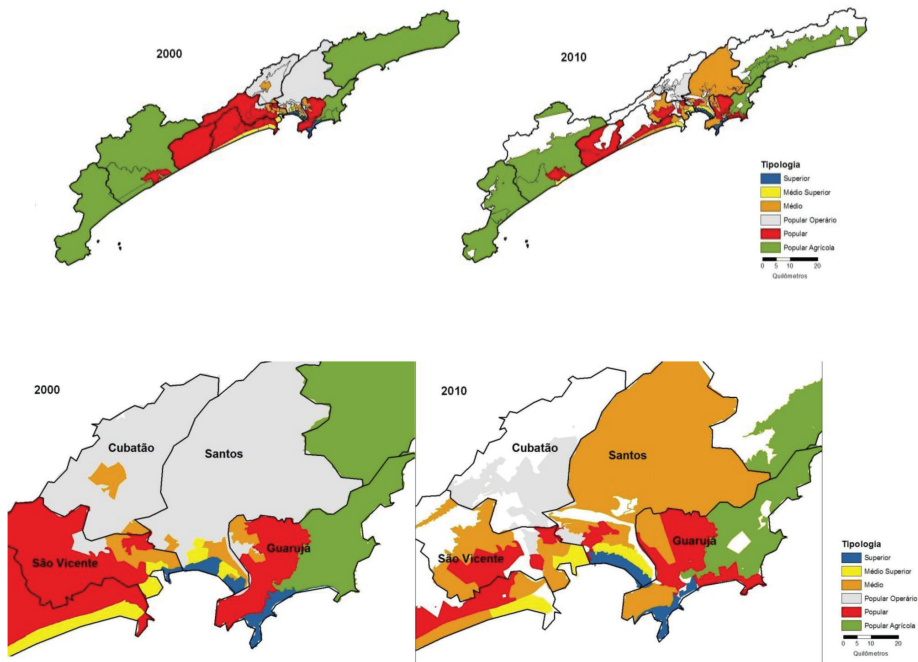 2000
2010
Tipologia
Superior
Médio Superior
Médio
Popular Operário
Popular
Popular Agrícola
0 5 10 20
Quilômetros
2000
Cubatão
Santos
São Vicente
Guarujá
2010
Cubatão
Santos
São Vicente
Guarujá
Tipologia
Superior
Médio Superior
Médio
Popular Operário
Popular
Popular Agrícola
0 5 10 20
Quilômetros